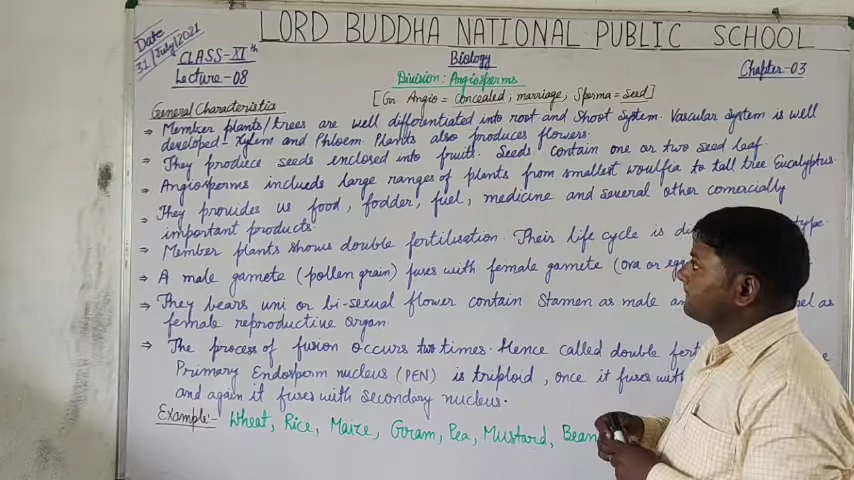 LORD BUDDHA NATIONAL PUBLIC SCHOOL
Date
31/July/2021
CLASS-XIth
Biology
Chapter-03
Lecture-08
Division: Angiosperms
[Gr. Angio = concealed; marriage; Sperma = seed]
General Characteristics
⇒ Member plants/trees are well differentiated into root and Shoot System. Vascular System is well
developed - Xylem and Phloem. Plants also produces flowers.
⇒ They produce seeds enclosed into fruits. Seeds contain one or two seed leaf.
⇒ Angiosperms includs large ranges of plants from smallest woulfia to tall tree Eucalyptus.
⇒ They provides us food, fodder, fuel, medicine and several other comercially
important products.
⇒ Member plants shows double fertilisation. Their life cycle is
⇒ A male gamete (pollen grain) fuses with female gamete (ova or
⇒ They bears uni or bi-sexual flower contain Stamen as male as
female reproductive organ.
⇒ The process of fusion occurs two times. Hence called double
Primary Endosperm nucleus (PEN) is triploid, once it fuses with
and again it fuses with secondary nucleus.
Example:- Wheat, Rice, Maize, Gram, Pea, Mustard, Bean